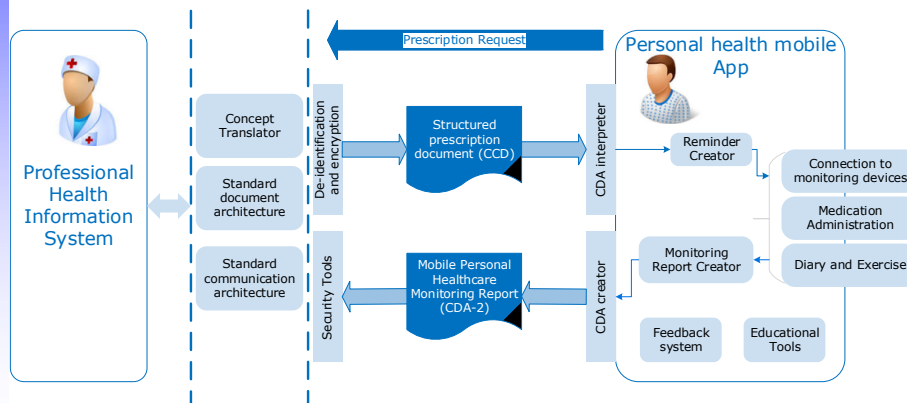 Prescription Request
Personal health mobile
App
Professional
Health
Information
System
Concept
Translator
Standard
document
architecture
Standard
communication
architecture
De-identification
and encryption
Security Tools
Structured
prescription
document (CCD)
Mobile Personal
Healthcare
Monitoring Report
(CDA-2)
CDA interpreter
CDA creator
Reminder
Creator
Monitoring
Report Creator
Connection to
monitoring devices
Medication
Administration
Diary and Exercise
Feedback
system
Educational
Tools